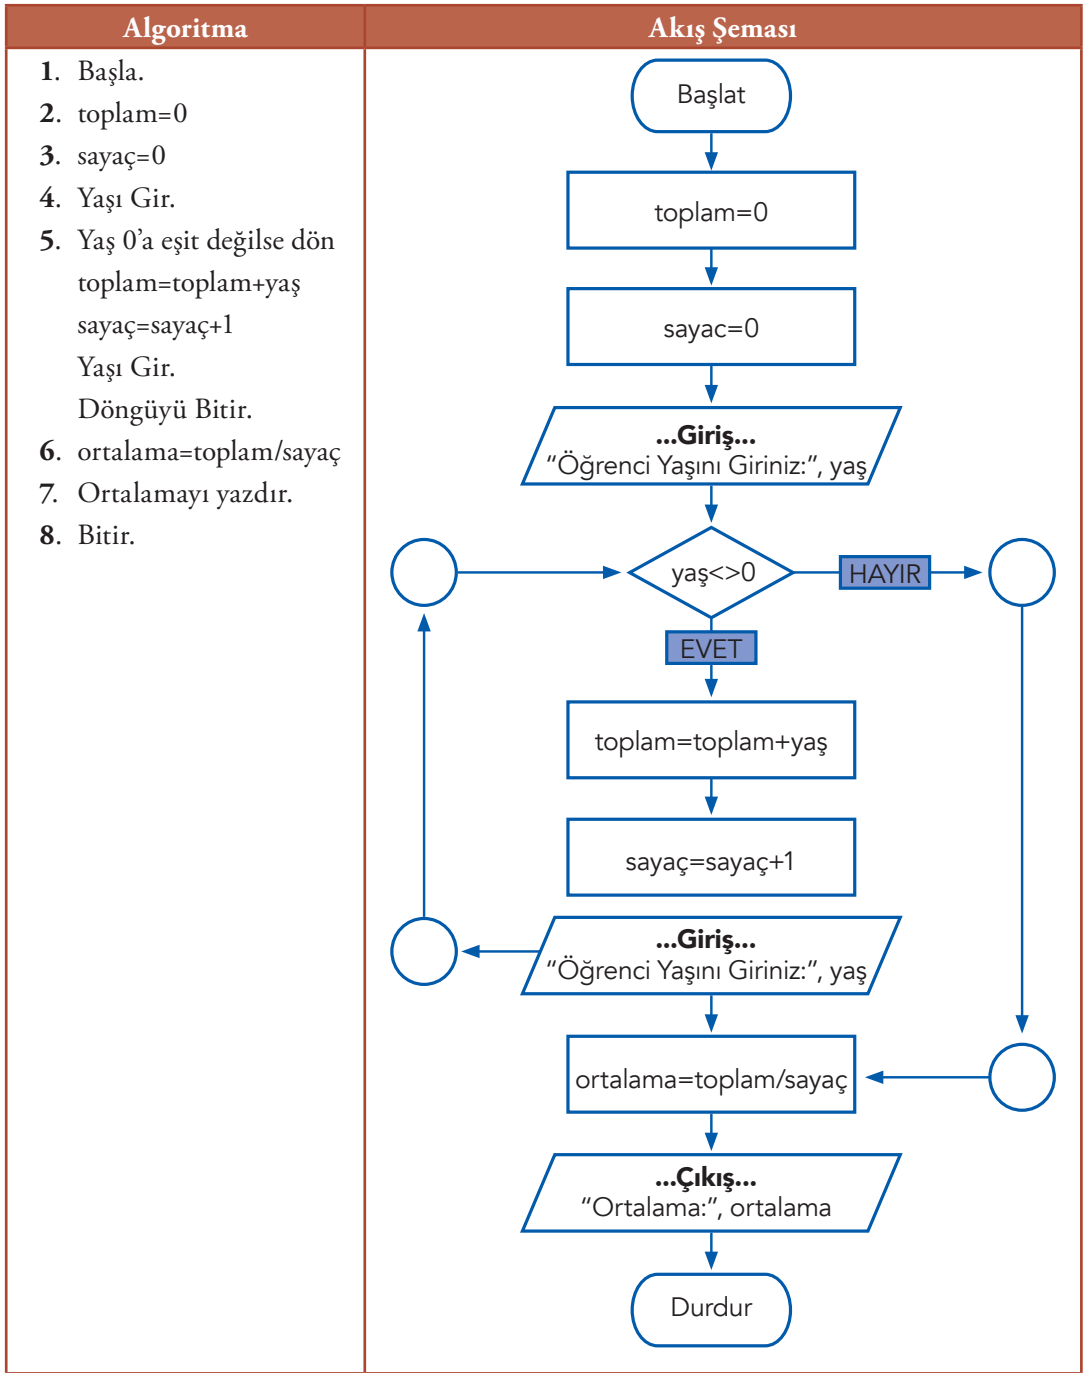 Algoritma
1. Başla.
2. toplam=0
3. sayaç=0
4. Yaşı Gir.
5. Yaş 0’a eşit değilse dön
toplam=toplam+yaş
sayaç=sayaç+1
Yaşı Gir.
Döngüyü Bitir.
6. ortalama=toplam/sayaç
7. Ortalamayı yazdır.
8. Bitir.
Akış Şeması
Başlat
toplam=0
sayac=0
...Giriş...
“Öğrenci Yaşını Giriniz:”, yaş
yaş<>0
HAYIR
EVET
toplam=toplam+yaş
sayaç=sayaç+1
...Giriş...
“Öğrenci Yaşını Giriniz:”, yaş
ortalama=toplam/sayaç
...Çıkış...
“Ortalama:”, ortalama
Durdur